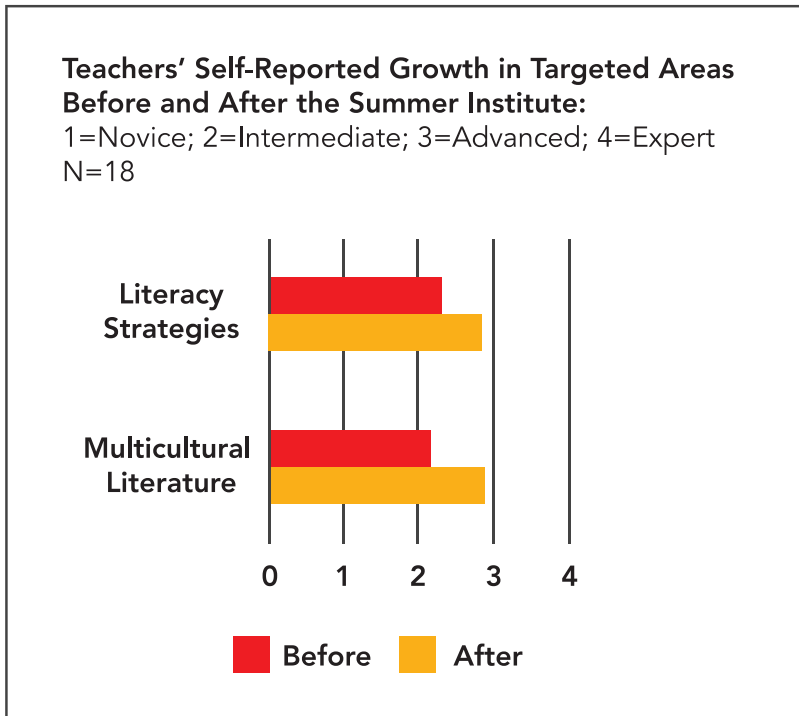 Teachers’ Self-Reported Growth in Targeted Areas
Before and After the Summer Institute:
1=Novice; 2=Intermediate; 3=Advanced; 4=Expert
N=18
Literacy
Strategies
Multicultural
Literature
0 1 2 3 4
Before After